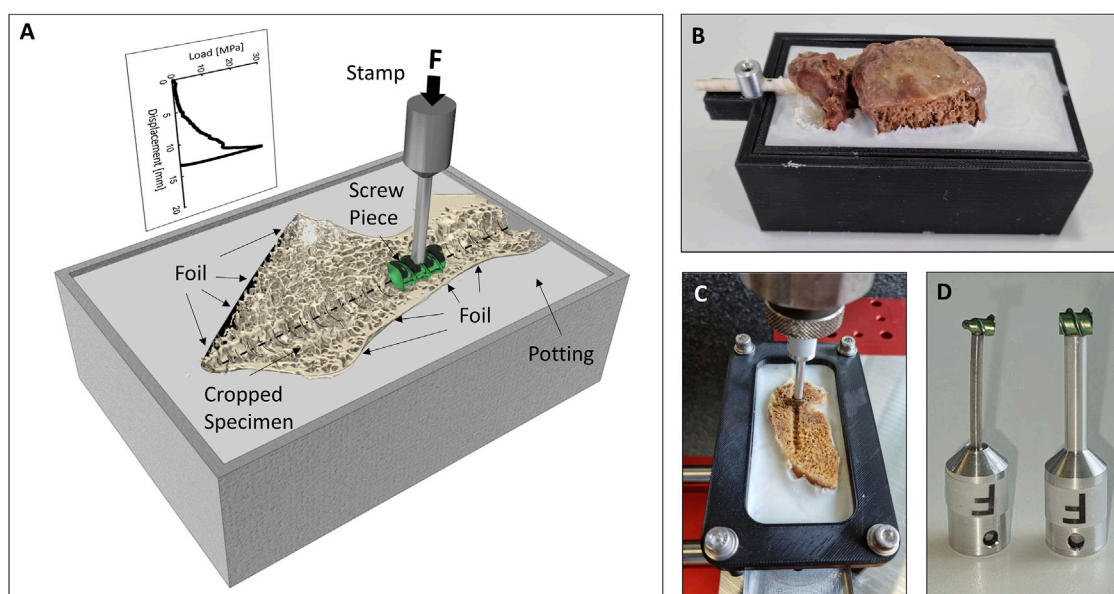 A
Load [MPa]
0
10
20
30
0
5
10
15
20
Displacement [mm]
Stamp
F
Screw
Piece
Foil
Foil
Cropped
Specimen
Potting
B
C
D
F
F